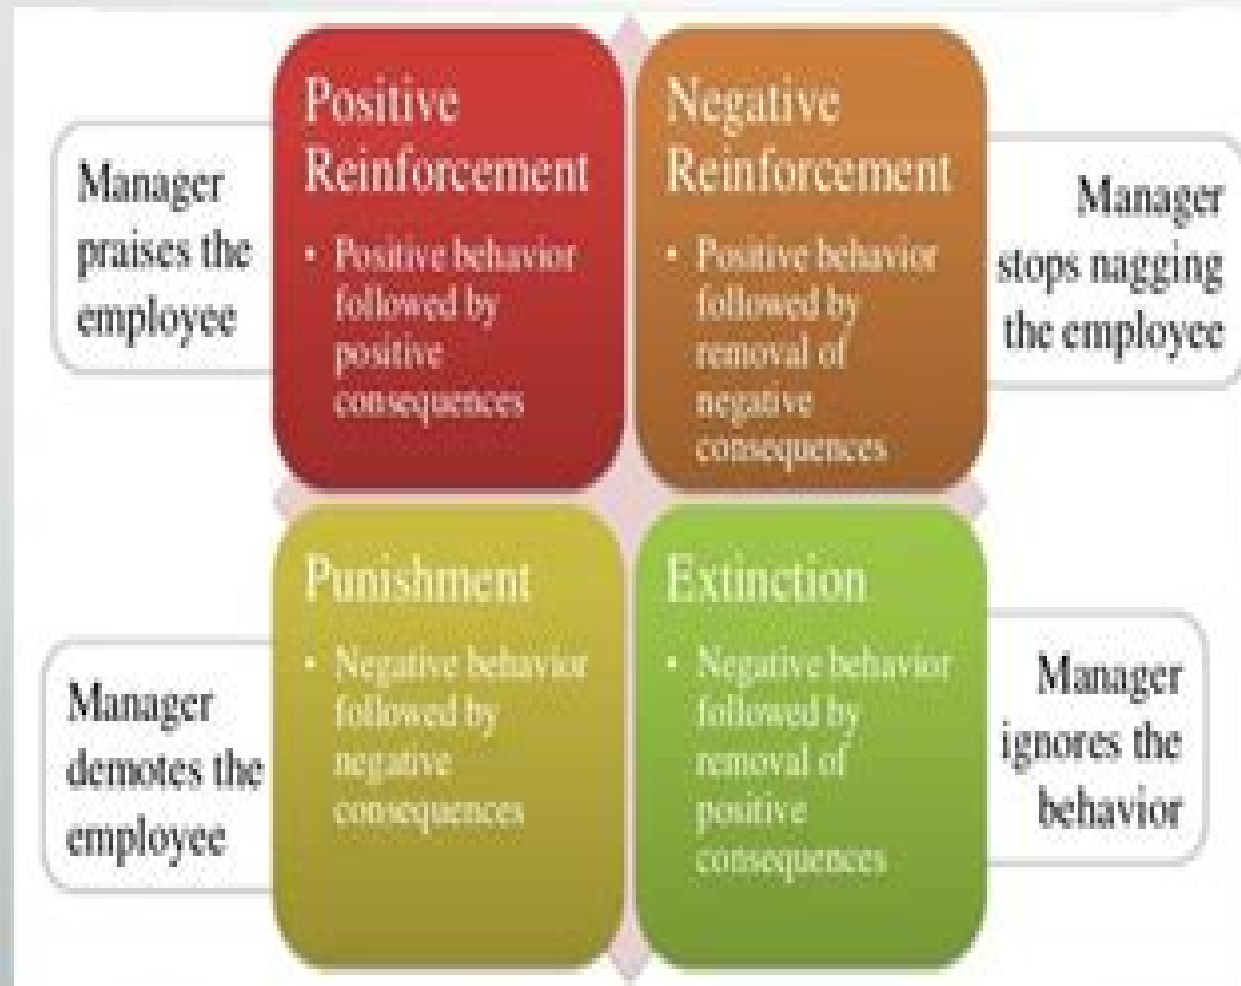 Manager
praises the
employee
Positive
Reinforcement
• Positive behavior
followed by
positive
consequences
Negative
Reinforcement
• Positive behavior
followed by
removal of
negative
consequences
Manager
stops nagging
the employee
Manager
demotes the
employee
Punishment
• Negative behavior
followed by
negative
consequences
Extinction
• Negative behavior
followed by
removal of
positive
consequences
Manager
ignores the
behavior